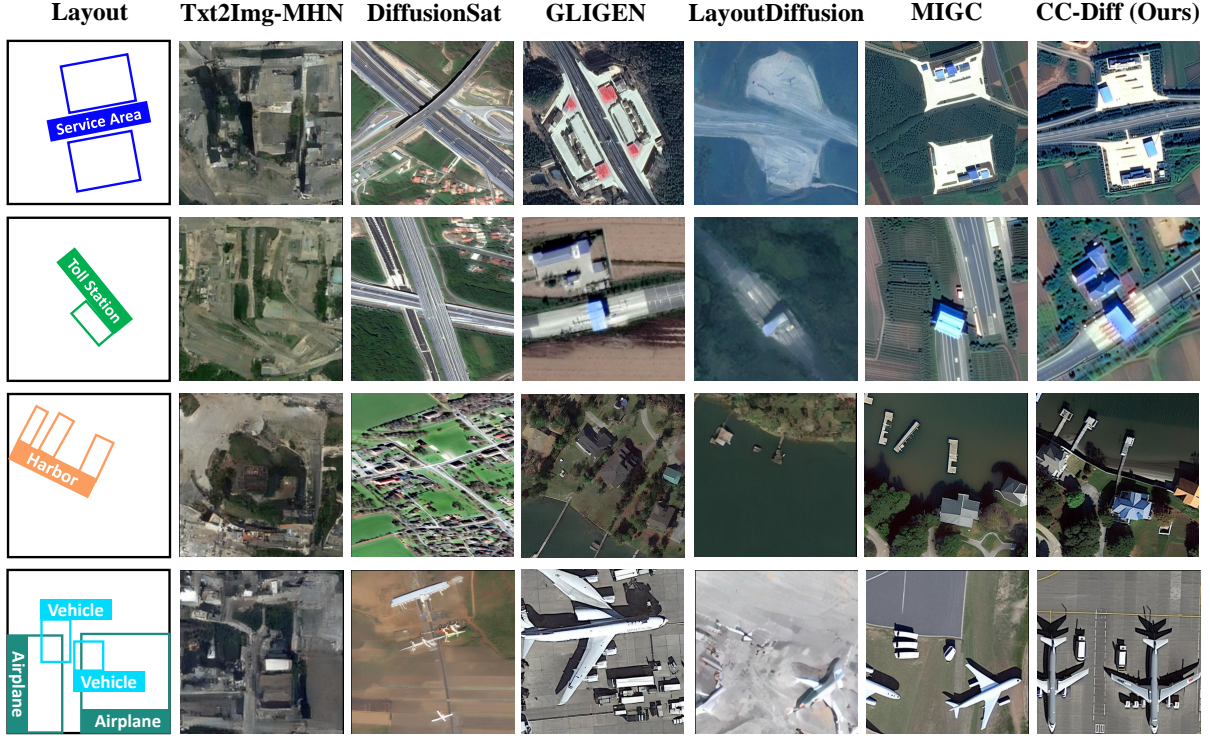 Layout Txt2Img-MHN DiffusionSat GLIGEN LayoutDiffusion MIGC CC-Diff (Ours)
Service Area
Toll Station
Harbor
Vehicle
Airplane
Vehicle
Airplane